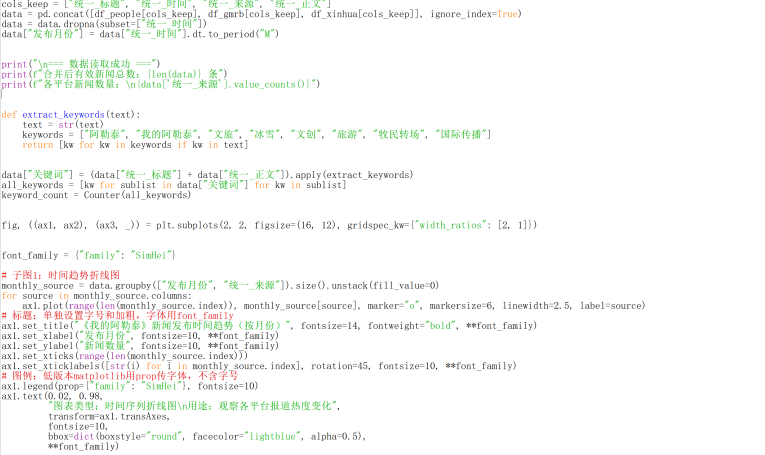 cols_keep = ["统一_标题", "统一_时间", "统一_来源", "统一_正文"]
data = pd.concat([df_people[cols_keep], df_gmrb[cols_keep], df_xinhua[cols_keep]], ignore_index=True)
data = data.dropna(subset=["统一_时间"])
data["发布月份"] = data["统一_时间"].dt.to_period("M")
print("\n=== 数据读取成功 ===")
print(f"合并后有效新闻总数: {len(data)} 条")
print(f"各平台新闻数量: \n{data['统一_来源'].value_counts()}")
def extract_keywords(text):
    text = str(text)
    keywords = ["阿勒泰", "我的阿勒泰", "文旅", "冰雪", "文创", "旅游", "牧民转场", "国际传播"]
    return [kw for kw in keywords if kw in text]
data["关键词"] = (data["统一_标题"] + data["统一_正文"]).apply(extract_keywords)
all_keywords = [kw for sublist in data["关键词"] for kw in sublist]
keyword_count = Counter(all_keywords)
fig, ((ax1, ax2), (ax3, _)) = plt.subplots(2, 2, figsize=(16, 12), gridspec_kw={"width_ratios": [2, 1]})
font_family = {"family": "SimHei"}
# 子图1: 时间趋势折线图
monthly_source = data.groupby(["发布月份", "统一_来源"]).size().unstack(fill_value=0)
for source in monthly_source.columns:
    ax1.plot(range(len(monthly_source.index)), monthly_source[source], marker="o", markersize=6, linewidth=2.5, label=source)
# 标题: 单独设置字号和加粗, 字体用font_family
ax1.set_title("《我的阿勒泰》新闻发布时间趋势（按月份）", fontsize=14, fontweight="bold", **font_family)
ax1.set_xlabel("发布月份", fontsize=10, **font_family)
ax1.set_ylabel("新闻数量", fontsize=10, **font_family)
ax1.set_xticks(range(len(monthly_source.index)))
ax1.set_xticklabels([str(i) for i in monthly_source.index], rotation=45, fontsize=10, **font_family)
# 图例: 低版本matplotlib用prop传字体, 不含字号
ax1.legend(prop={"family": "SimHei"}, fontsize=10)
ax1.text(0.02, 0.98,
         "图表类型: 时间序列折线图\n用途: 观察各平台报道热度变化",
         transform=ax1.transAxes,
         fontsize=10,
         bbox=dict(boxstyle="round", facecolor="lightblue", alpha=0.5),
         **font_family)